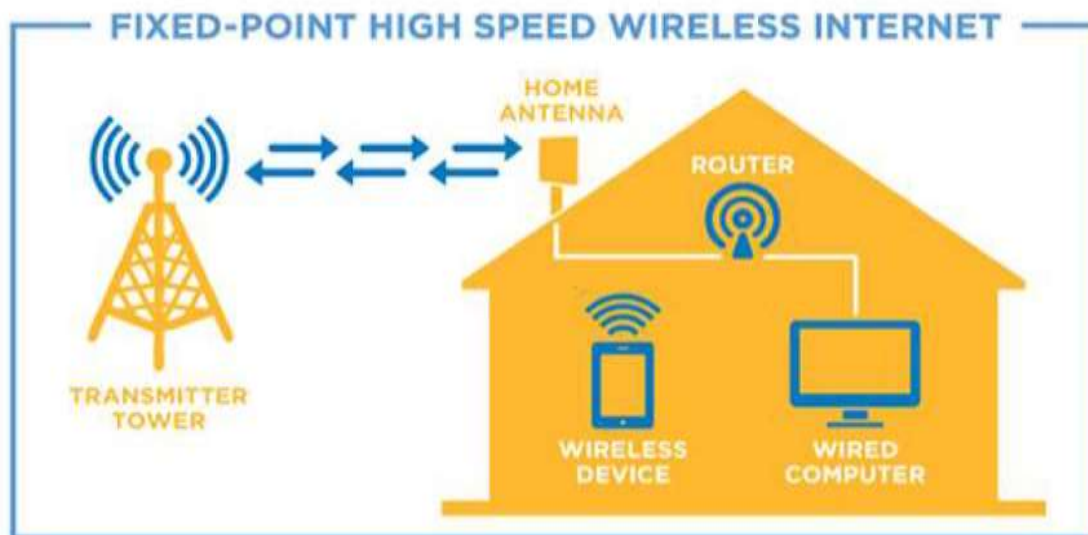 FIXED-POINT HIGH SPEED WIRELESS INTERNET
HOME
ANTENNA
ROUTER
TRANSMITTER
TOWER
WIRELESS
DEVICE
WIRED
COMPUTER